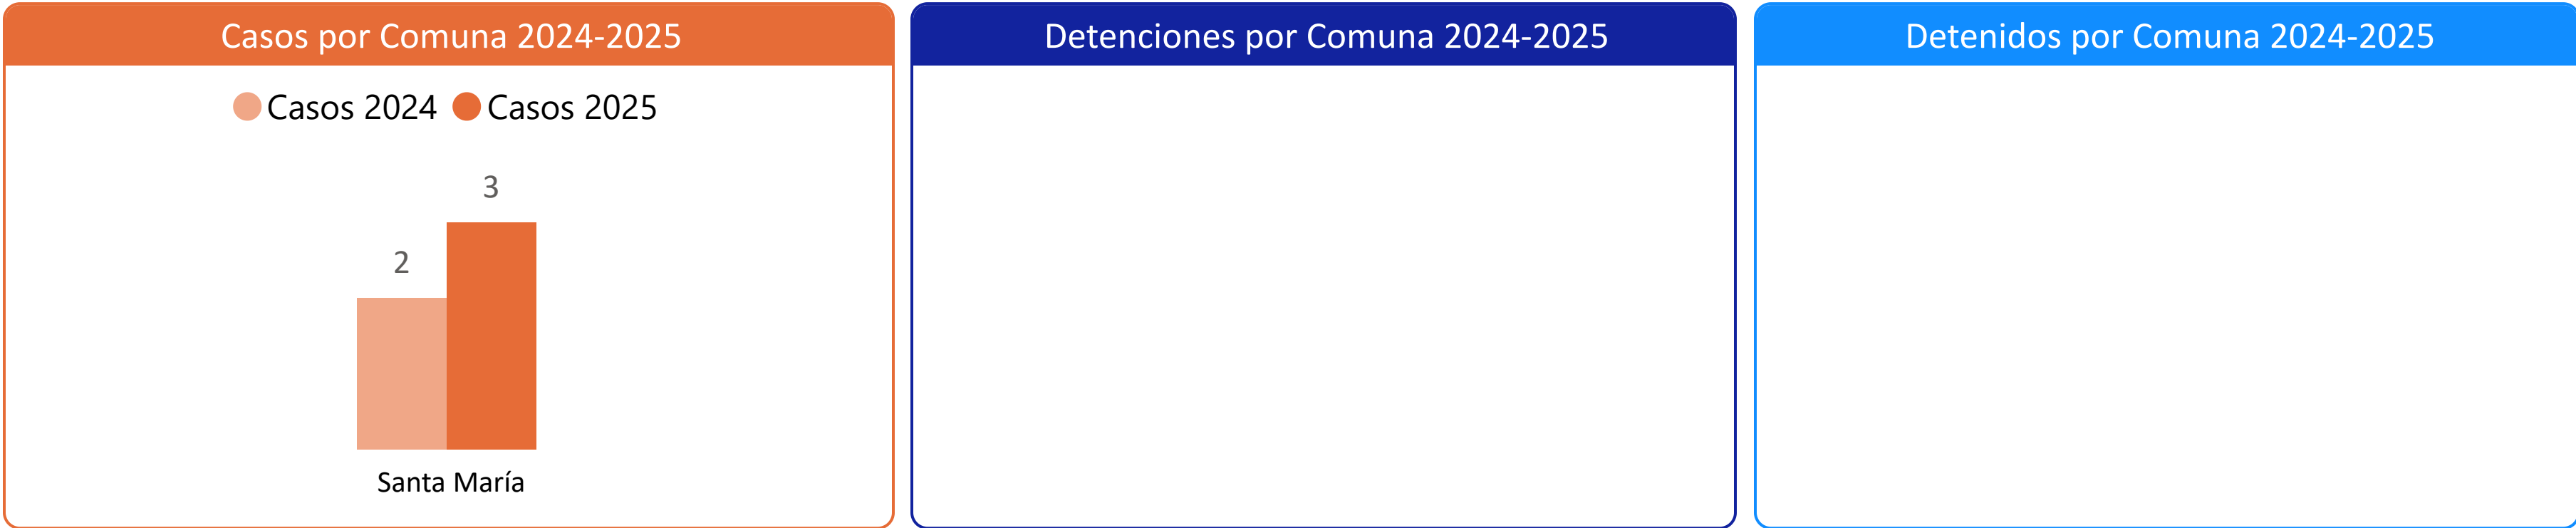 Casos por Comuna 2024-2025
Casos 2024 Casos 2025
3
2
Santa María
Detenciones por Comuna 2024-2025
Detenidos por Comuna 2024-2025